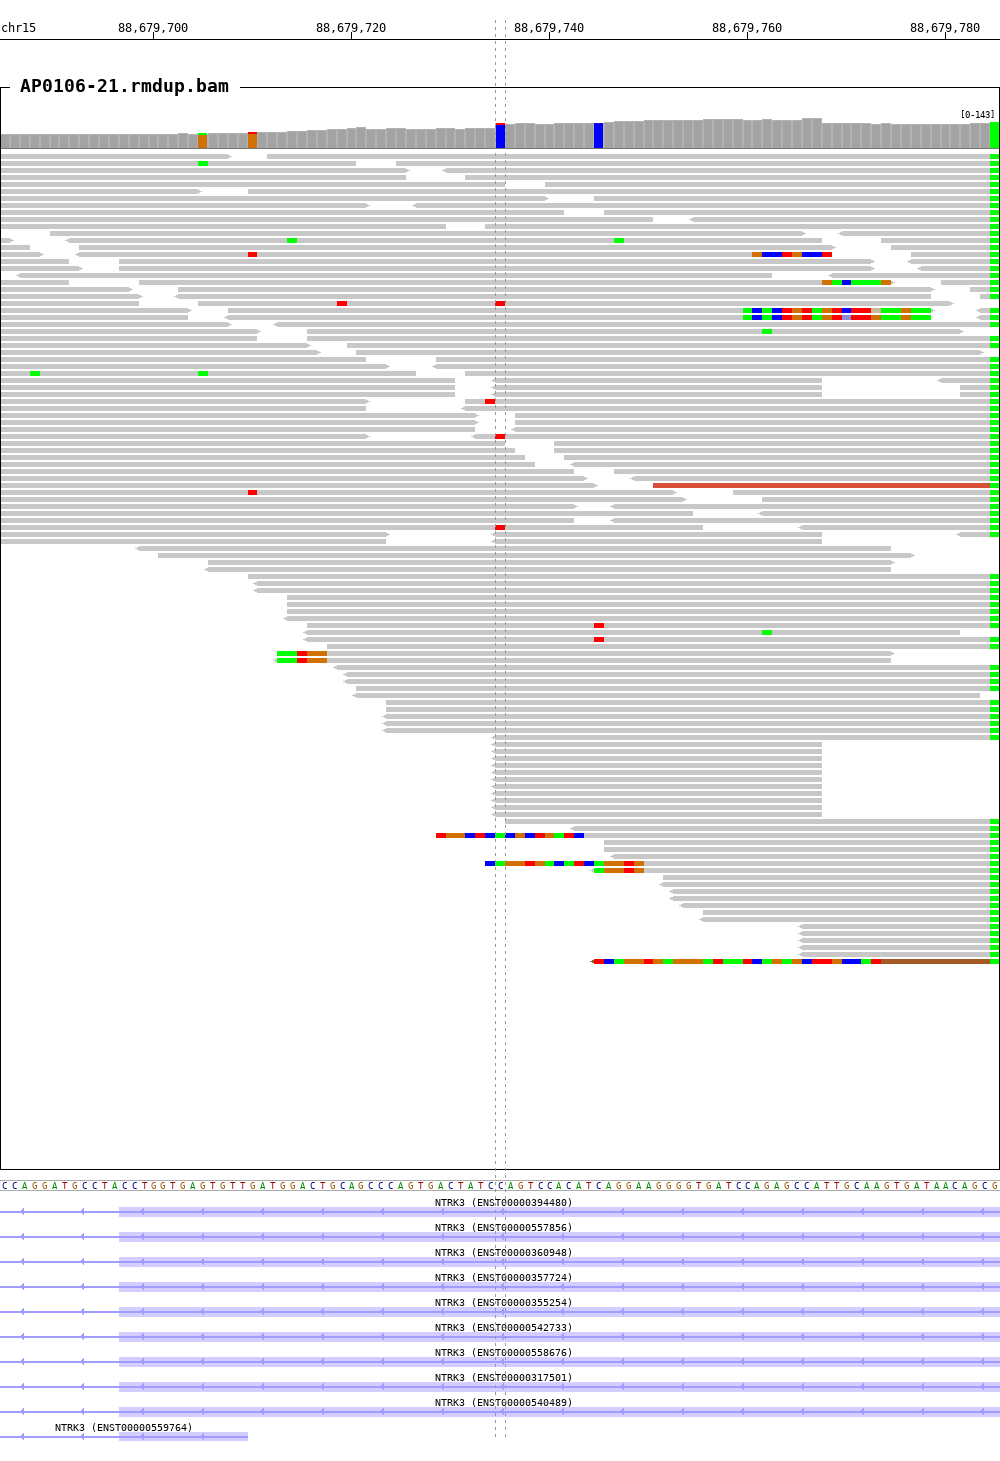 chr15 88,679,700 88,679,720 88,679,740 88,679,760 88,679,780
AP0106-21.rmdup.bam
[0-143]
C C A G G A T G C C T A C C T G G T G A G T G T T G A T G G A C T G C A G C C C A G T G A C T A T C C A G T C C A C A T C A G G A A G G G G T G A T C C A G A G C C A T T G C A A G T G A T A A C A G C G
NTRK3 (ENST00000394480)
NTRK3 (ENST00000557856)
NTRK3 (ENST00000360948)
NTRK3 (ENST00000357724)
NTRK3 (ENST00000355254)
NTRK3 (ENST00000542733)
NTRK3 (ENST00000558676)
NTRK3 (ENST00000317501)
NTRK3 (ENST00000540489)
NTRK3 (ENST00000559764)